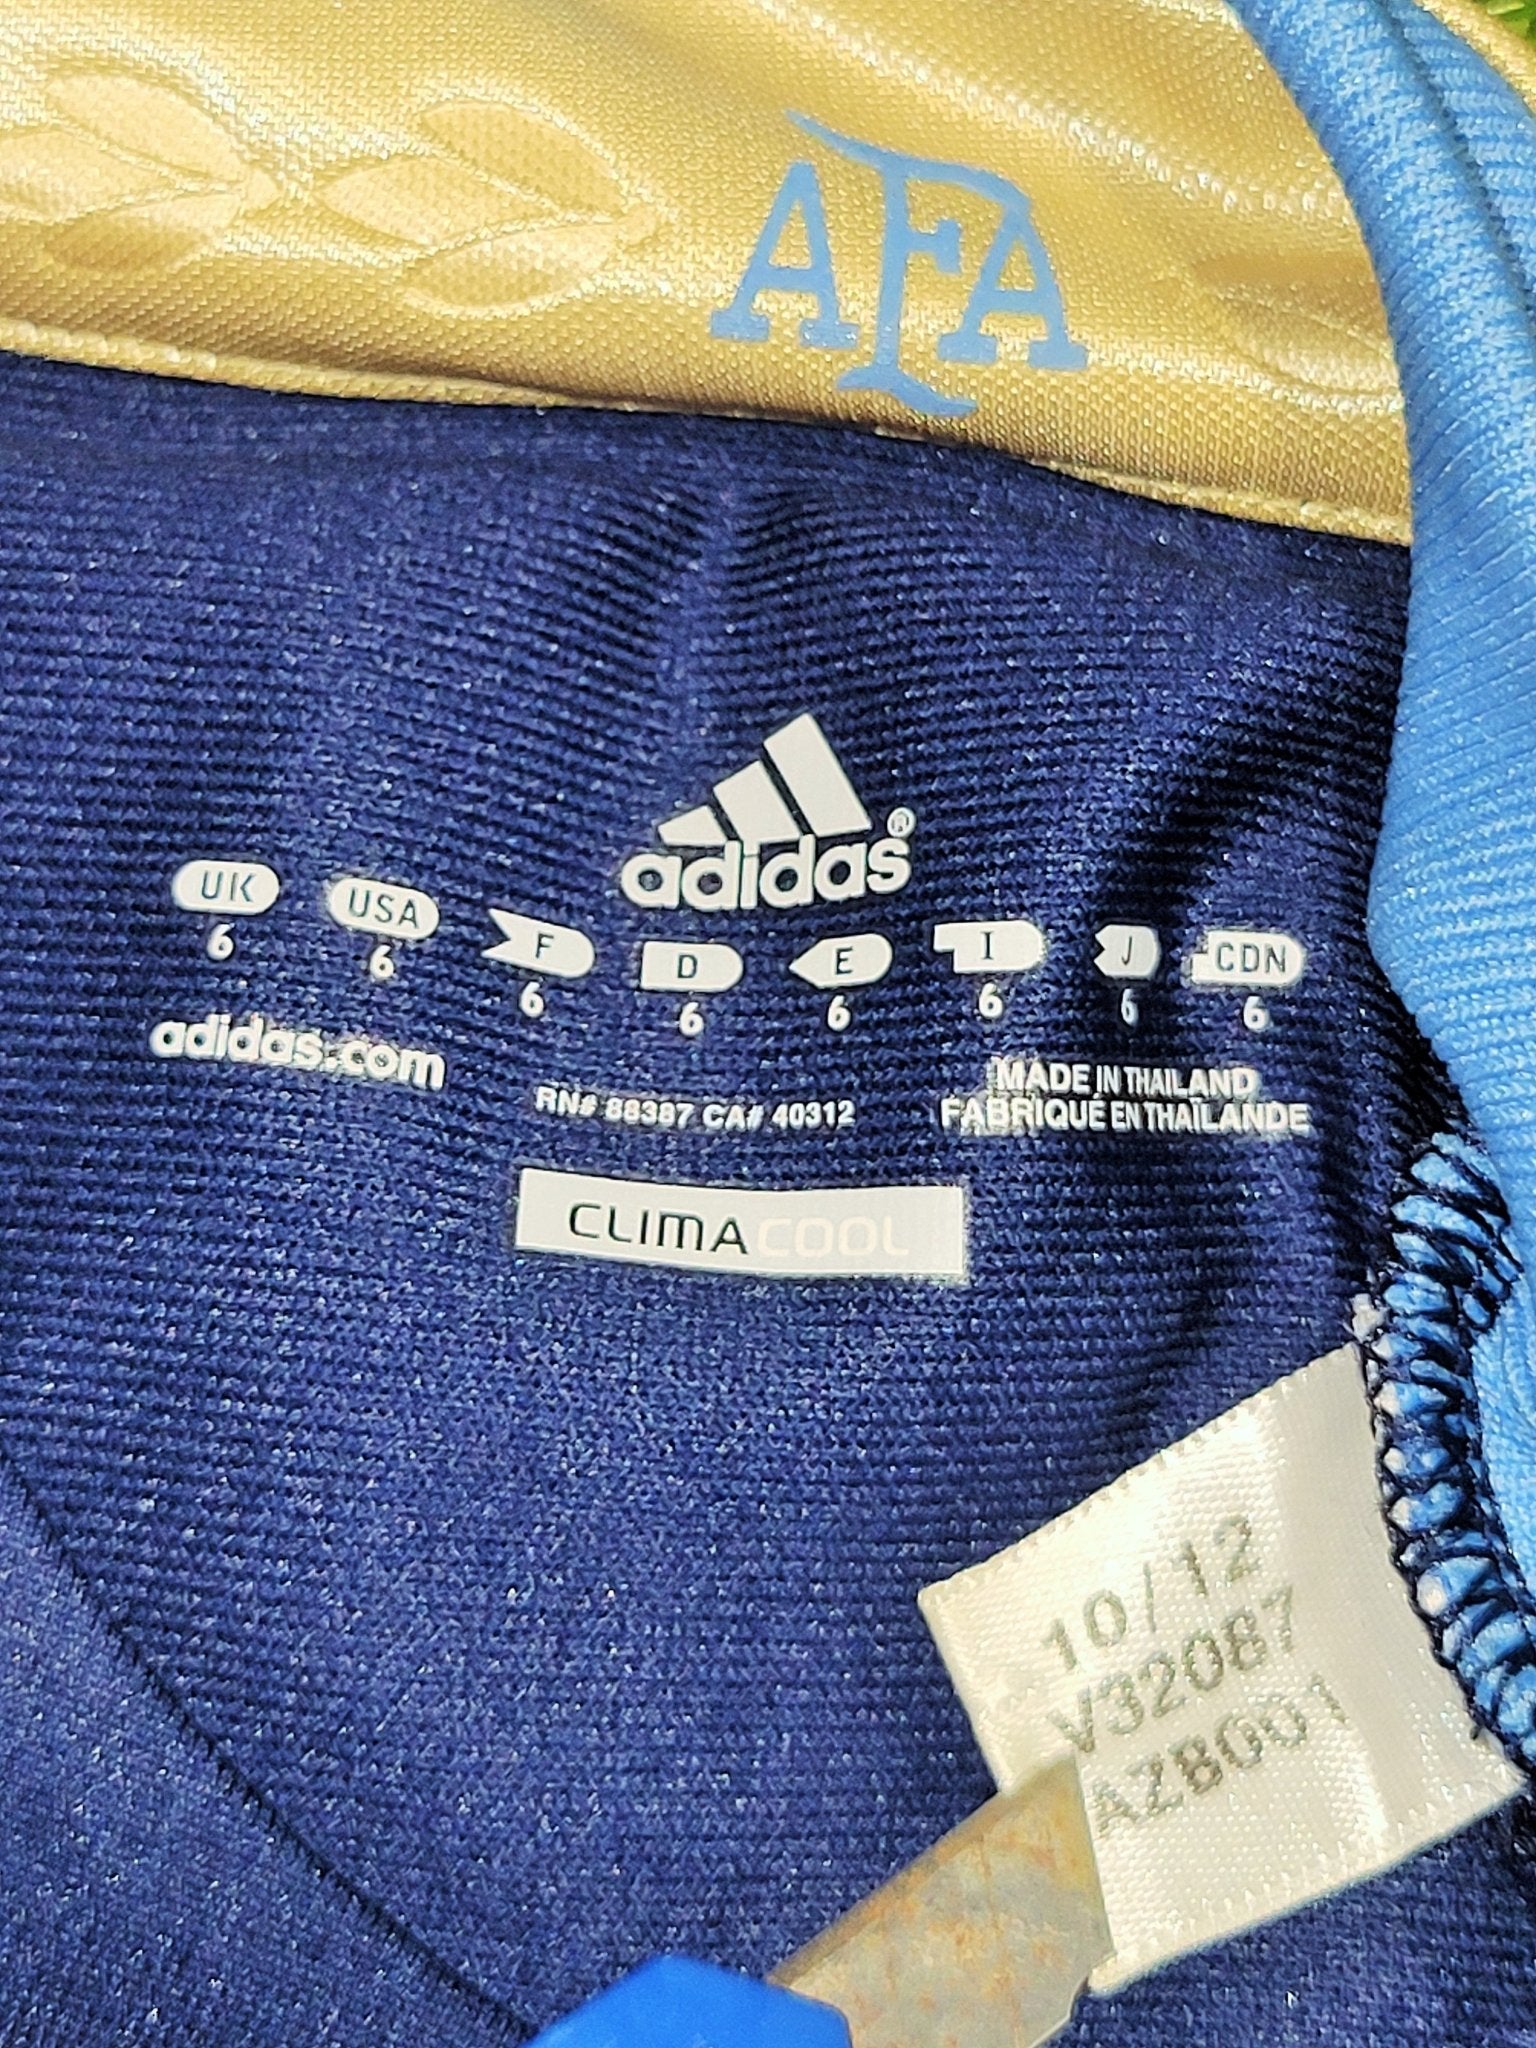 AFA
adidas®
UK USA F D E I J CDN
6 6 6 6 6 6 6 6
adidas.com
RN# 88387 CA# 40312
MADE IN THAILAND
FABRIQUÉ EN THAÏLANDE
CLIMACOOL
10/12
V32087
AZB001